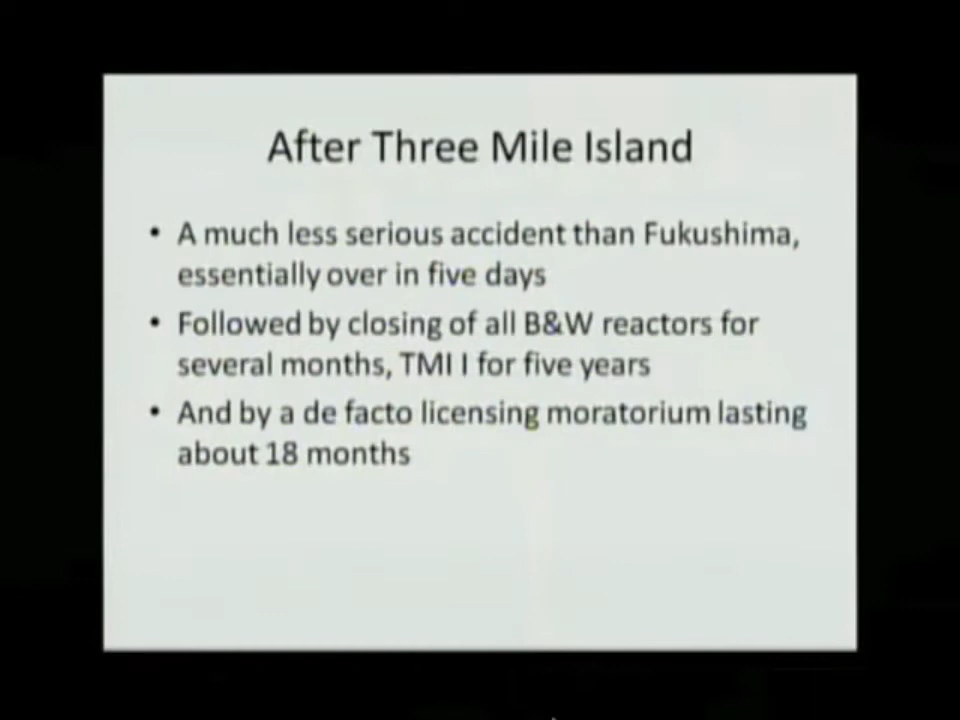 After Three Mile Island
• A much less serious accident than Fukushima,
essentially over in five days
• Followed by closing of all B&W reactors for
several months, TMI I for five years
• And by a de facto licensing moratorium lasting
about 18 months